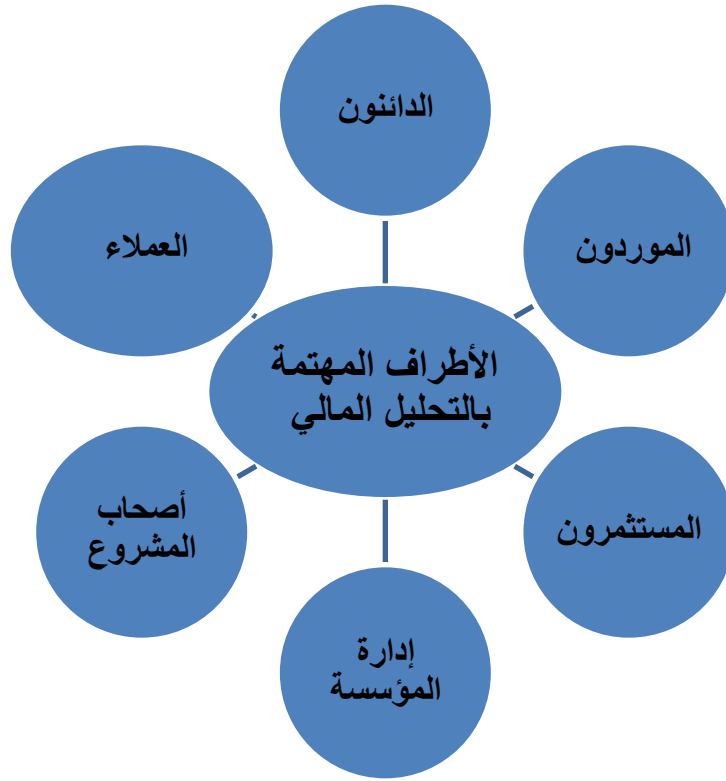 الدائنون
الموردون
العملاء
الأطراف المهتمة
بالتحليل المالي
المستثمرون
أصحاب
المشروع
إدارة
المؤسسة